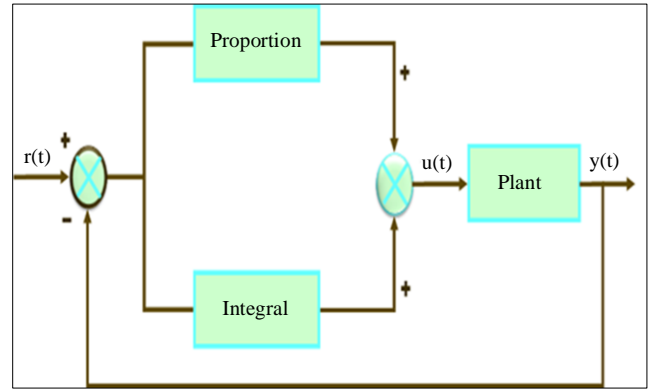 Proportion
+
+
r(t)
u(t)
y(t)
Plant
-
+
Integral